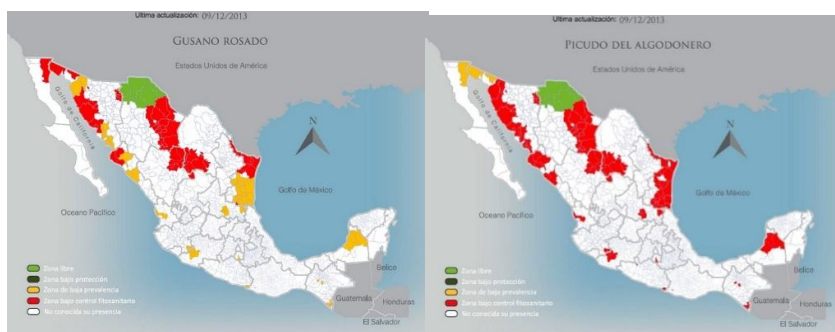 Ultima actualización: 09/12/2013
GUSANO ROSADO
Estados Unidos de América
Golfo de California
N
Golfo de México
Oceano Pacífico
Belice
Guatemala
Honduras
El Salvador
Zona libre
Zona bajo protección
Zona de baja prevalencia
Zona bajo control fitosanitario
No conocida su presencia
Ultima actualización: 09/12/2013
PICUDO DEL ALGODONERO
Estados Unidos de América
Golfo de California
N
Golfo de México
Oceano Pacífico
Belice
Guatemala
Honduras
El Salvador
Zona libre
Zona bajo protección
Zona de baja prevalencia
Zona bajo control fitosanitario
No conocida su presencia